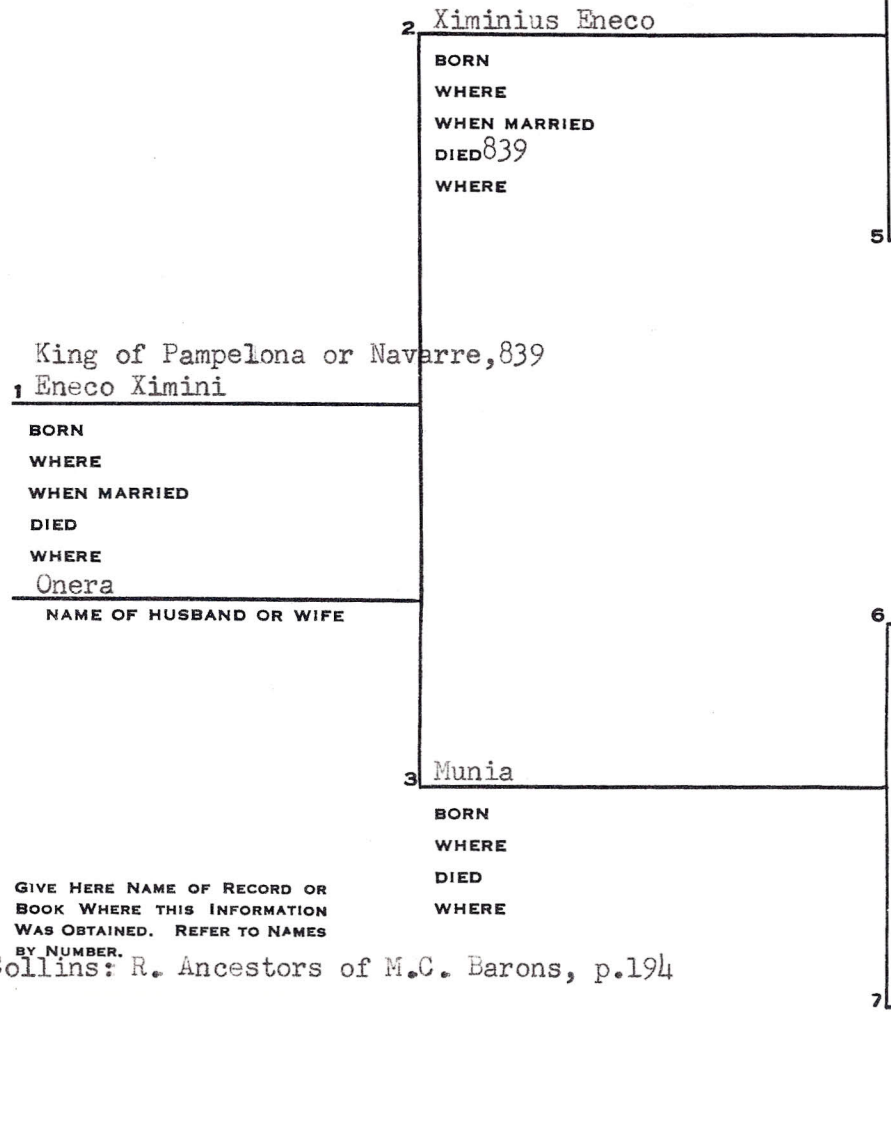 2 Ximinius Eneco
BORN
WHERE
WHEN MARRIED
DIED 839
WHERE
5
King of Pampelona or Navarre,839
1 Eneco Ximini
BORN
WHERE
WHEN MARRIED
DIED
WHERE
Onera
NAME OF HUSBAND OR WIFE
6
3 Munia
BORN
WHERE
DIED
WHERE
GIVE HERE NAME OF RECORD OR
BOOK WHERE THIS INFORMATION
WAS OBTAINED. REFER TO NAMES
BY NUMBER.
Collins: R. Ancestors of M.C. Barons, p.194
7